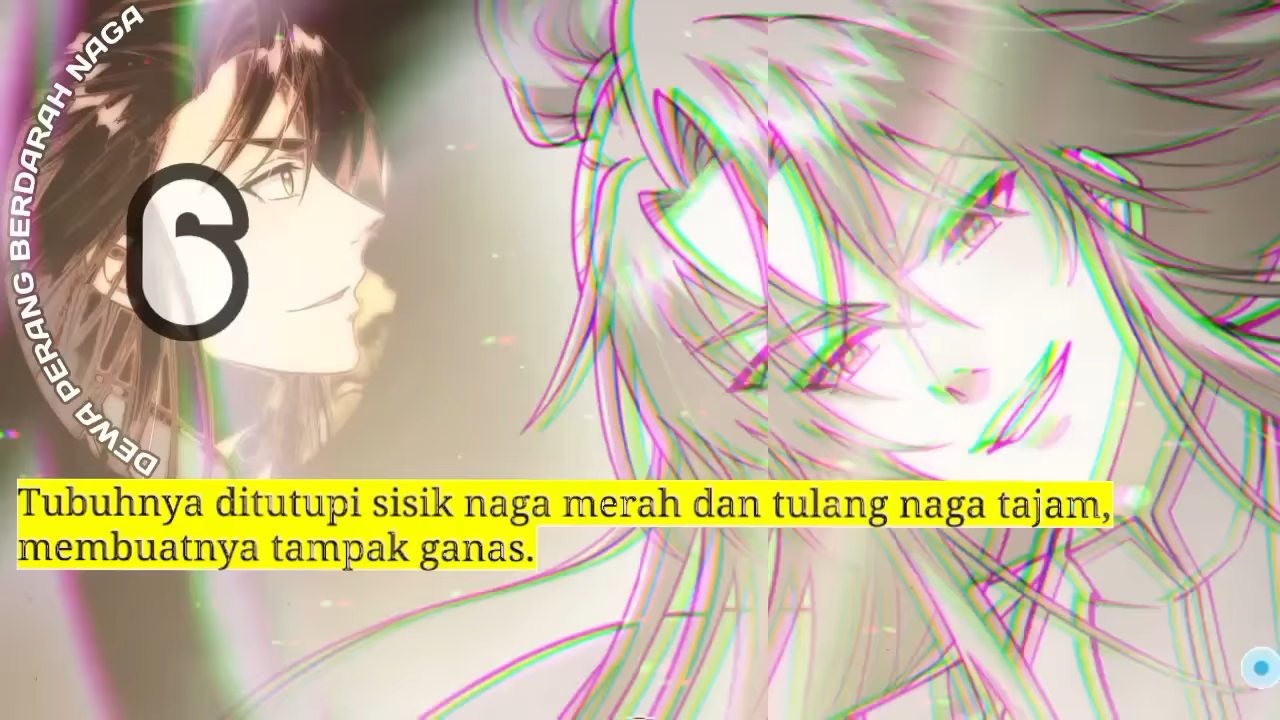 DEWA PERANG BERDARAH NAGA
6
Tubuhnya ditutupi sisik naga merah dan tulang naga tajam,
membuatnya tampak ganas.